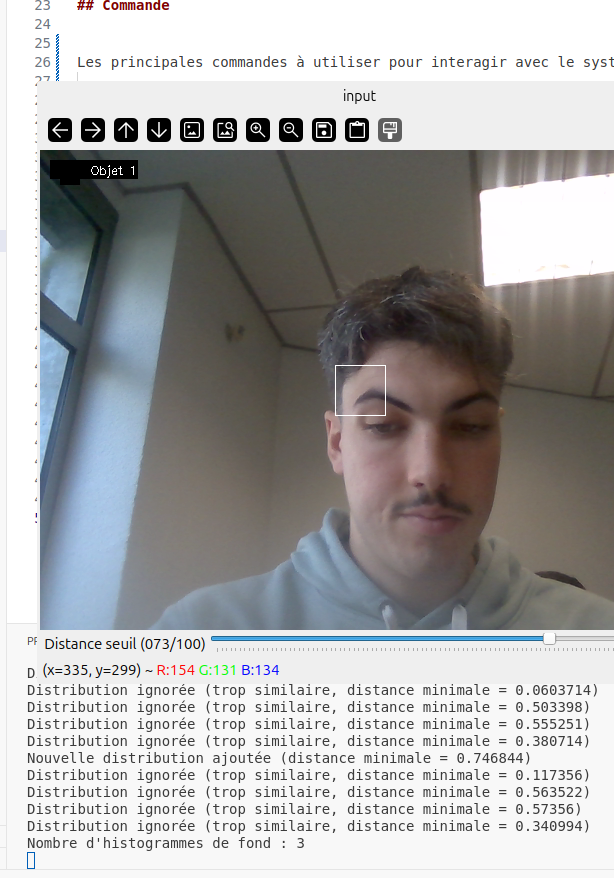 23 ## Commande
24
25
26 Les principales commandes à utiliser pour interagir avec le syst
27
input
Objet 1
Distance seuil (073/100)
(x=335, y=299) ~ R:154 G:131 B:134
Distribution ignorée (trop similaire, distance minimale = 0.0603714)
Distribution ignorée (trop similaire, distance minimale = 0.503398)
Distribution ignorée (trop similaire, distance minimale = 0.555251)
Distribution ignorée (trop similaire, distance minimale = 0.380714)
Nouvelle distribution ajoutée (distance minimale = 0.746844)
Distribution ignorée (trop similaire, distance minimale = 0.117356)
Distribution ignorée (trop similaire, distance minimale = 0.563522)
Distribution ignorée (trop similaire, distance minimale = 0.57356)
Distribution ignorée (trop similaire, distance minimale = 0.340994)
Nombre d'histogrammes de fond : 3